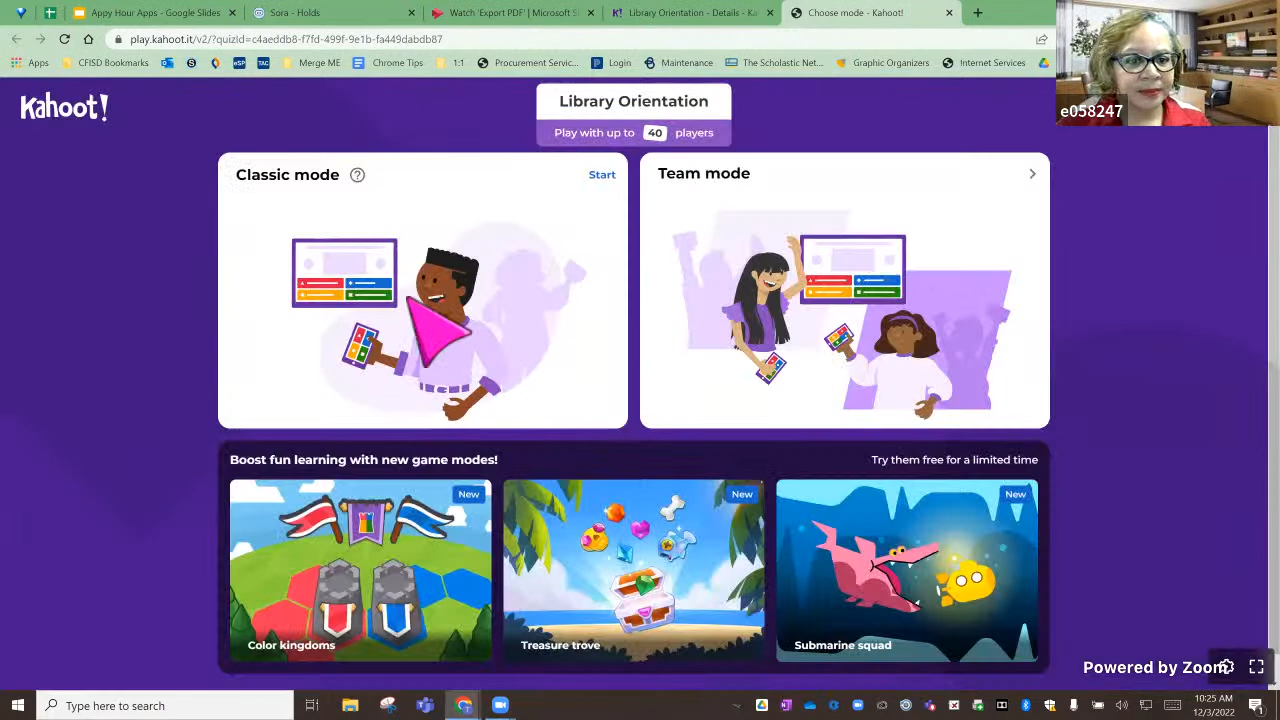 Appy Hour Apps - Google Slides
Sora - Holds
Watch 'Export PDF' | Microsoft S
Library Orientation - Details - Ka
Choose mode - Kahoot!
play.kahoot.it/v2/?quizId=c4aeddb8-f7fd-499f-9e1b-fa449dabdb87
Apps
CFISD Bookmarks
Merge ME
Chrome Tips
1:1
Login
Maintenance
The Scholastic New
Graphic Organizers
Internet Services
e058247
Kahoot!
Library Orientation
Play with up to 40 players
Classic mode ?
Start
Team mode
Boost fun learning with new game modes!
Try them free for a limited time
New
New
New
Color kingdoms
Treasure trove
Submarine squad
Powered by Zoom
Type here to search
10:25 AM
12/3/2022